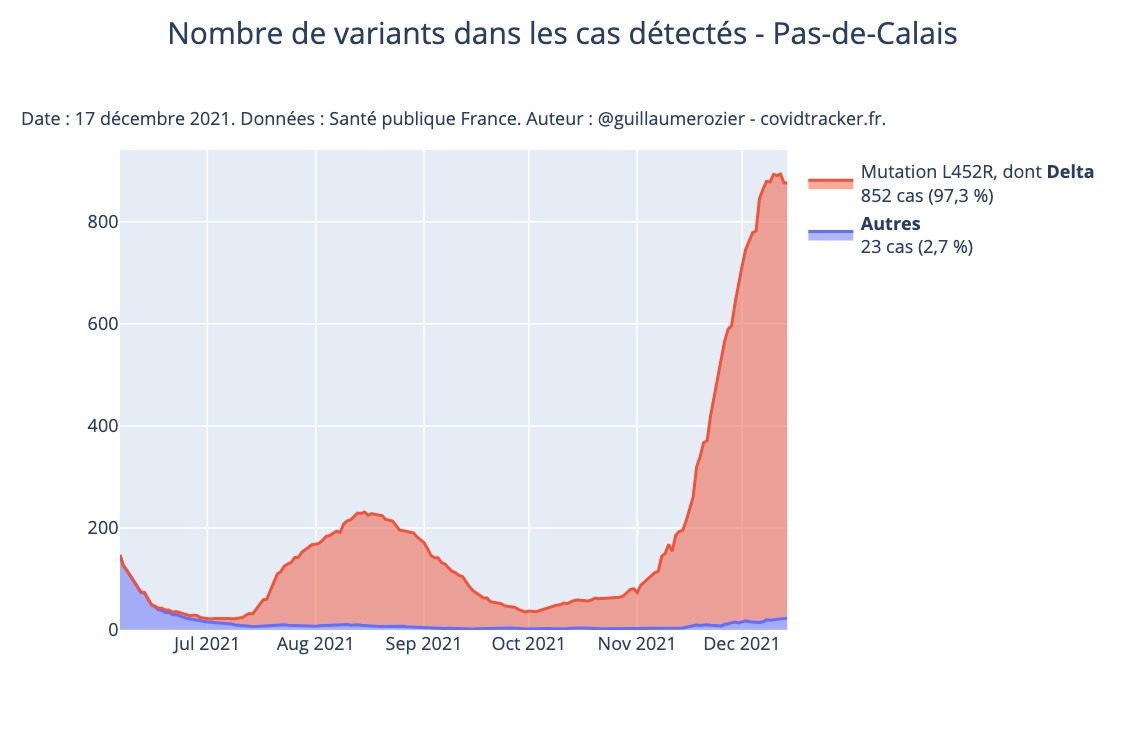 Nombre de variants dans les cas détectés - Pas-de-Calais
Date : 17 décembre 2021. Données : Santé publique France. Auteur : @guillaumerozier - covidtracker.fr.
Mutation L452R, dont Delta
852 cas (97,3 %)
Autres
23 cas (2,7 %)
800
600
400
200
0
Jul 2021 Aug 2021 Sep 2021 Oct 2021 Nov 2021 Dec 2021